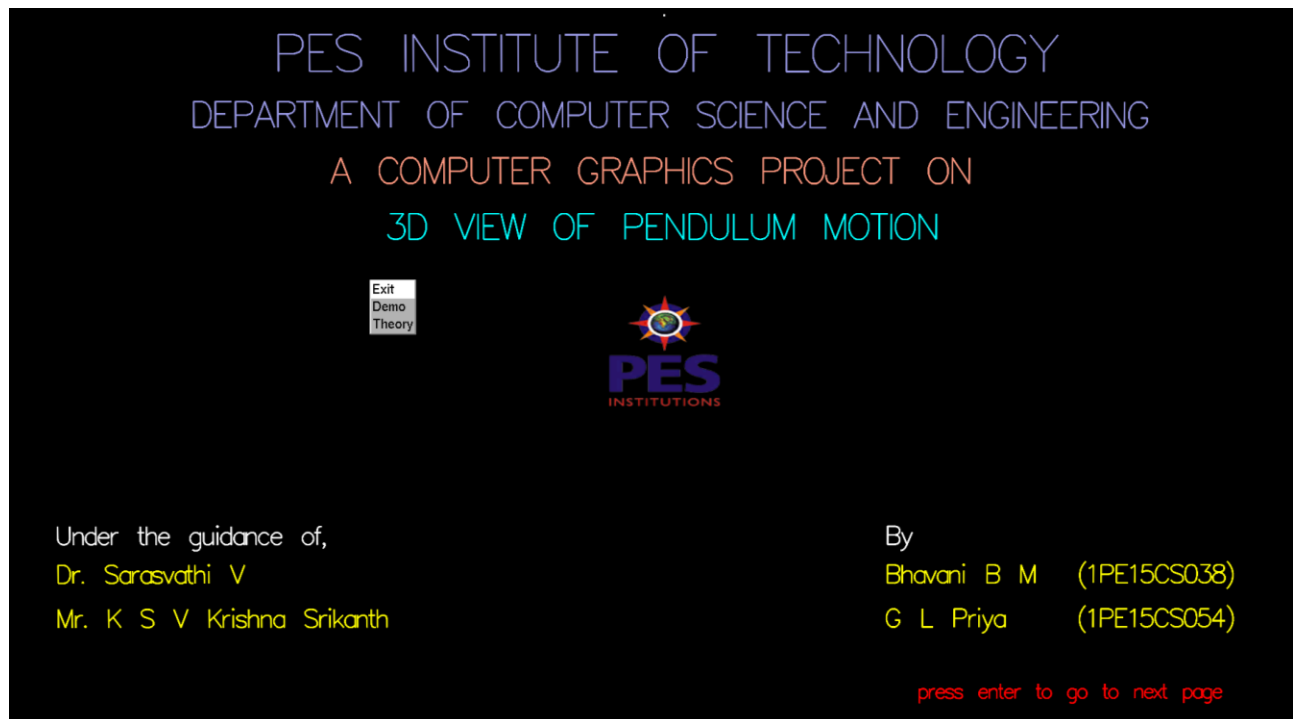 PES INSTITUTE OF TECHNOLOGY
DEPARTMENT OF COMPUTER SCIENCE AND ENGINEERING
A COMPUTER GRAPHICS PROJECT ON
3D VIEW OF PENDULUM MOTION
Exit
Demo
Theory
PES
INSTITUTIONS
Under the guidance of,
Dr. Sarasvathi V
Mr. K S V Krishna Srikanth
By
Bhavani B M (1PE15CS038)
G L Priya (1PE15CS054)
press enter to go to next page